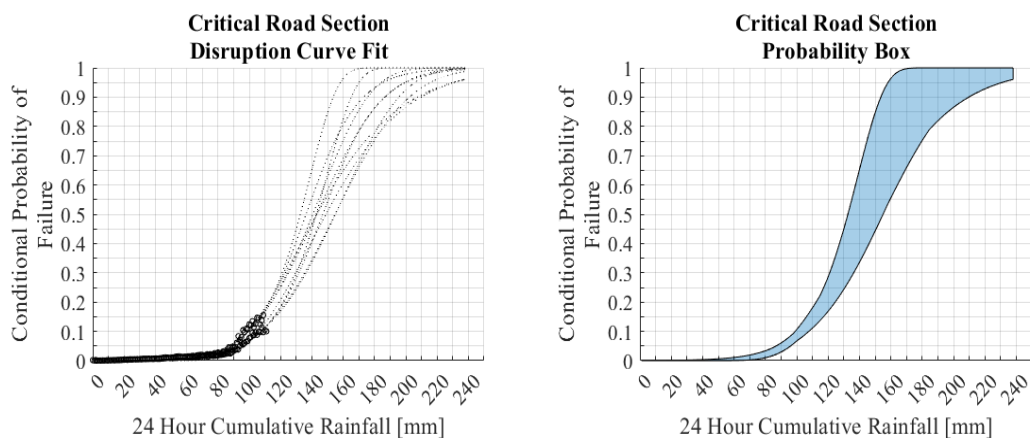 Critical Road Section
Disruption Curve Fit
Conditional Probability of
Failure
1
0.9
0.8
0.7
0.6
0.5
0.4
0.3
0.2
0.1
0
0 20 40 60 80 100 120 140 160 180 200 220 240
24 Hour Cumulative Rainfall [mm]
Critical Road Section
Probability Box
Conditional Probability of
Failure
1
0.9
0.8
0.7
0.6
0.5
0.4
0.3
0.2
0.1
0
0 20 40 60 80 100 120 140 160 180 200 220 240
24 Hour Cumulative Rainfall [mm]